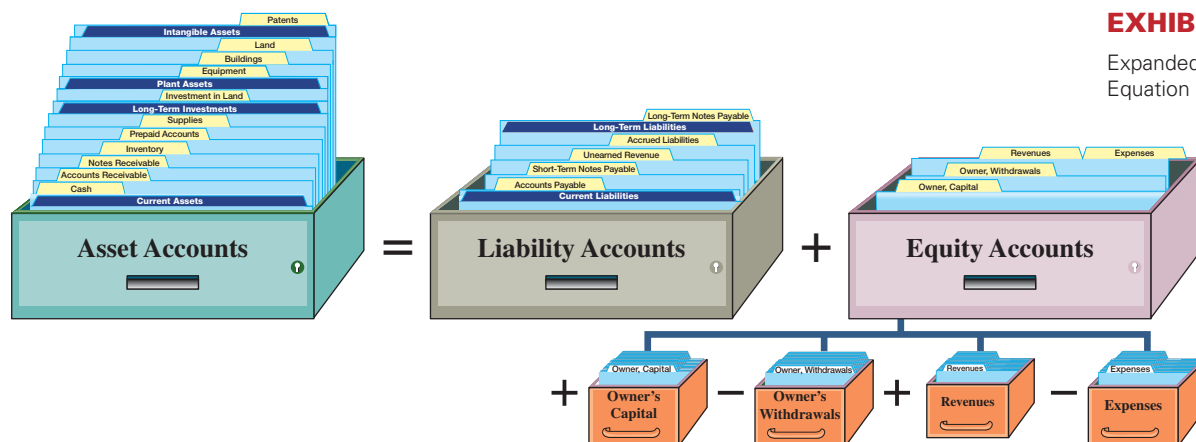 EXHIB
Expanded
Equation
Patents
Intangible Assets
Land
Buildings
Equipment
Plant Assets
Investment in Land
Long-Term Investments
Supplies
Prepaid Accounts
Inventory
Notes Receivable
Accounts Receivable
Cash
Current Assets
Asset Accounts
=
Long-Term Notes Payable
Long-Term Liabilities
Accrued Liabilities
Unearned Revenue
Short-Term Notes Payable
Accounts Payable
Current Liabilities
Liability Accounts
+
Revenues Expenses
Owner, Withdrawals
Owner, Capital
Equity Accounts
+
Owner, Capital
Owner's
Capital
−
Owner, Withdrawals
Owner's
Withdrawals
+
Revenues
Revenues
−
Expenses
Expenses